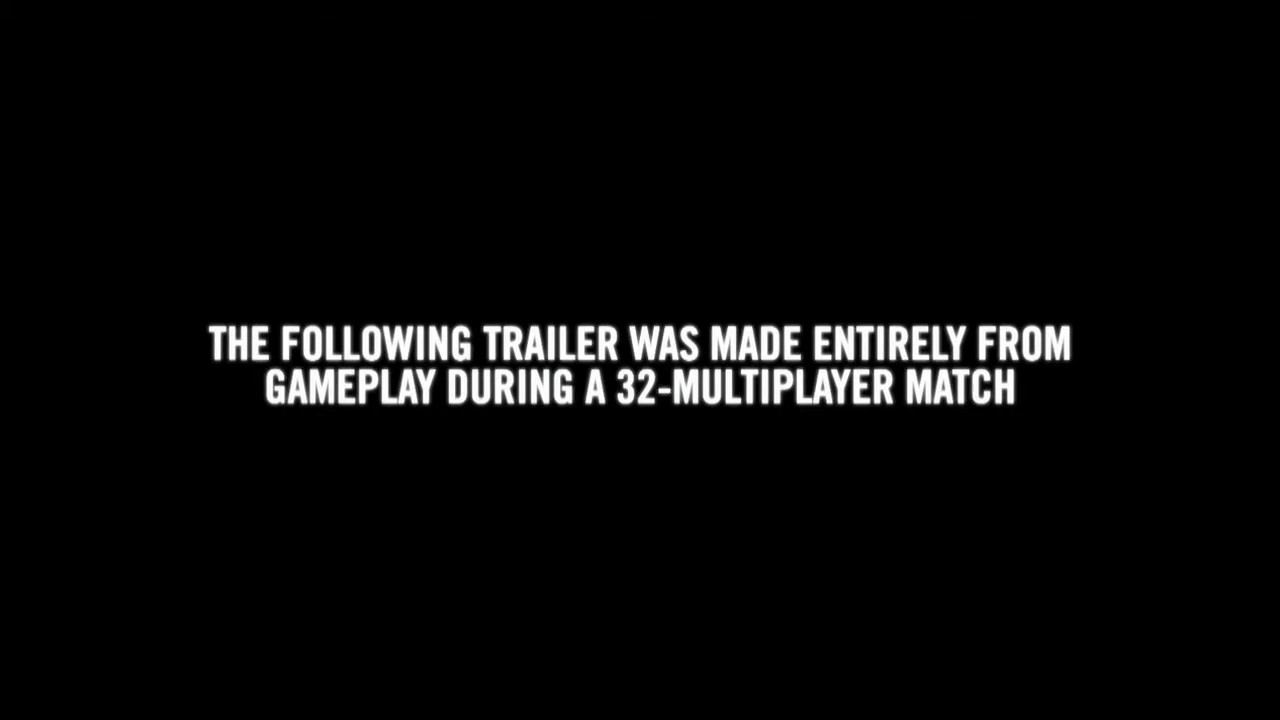 THE FOLLOWING TRAILER WAS MADE ENTIRELY FROM
GAMEPLAY DURING A 32-MULTIPLAYER MATCH